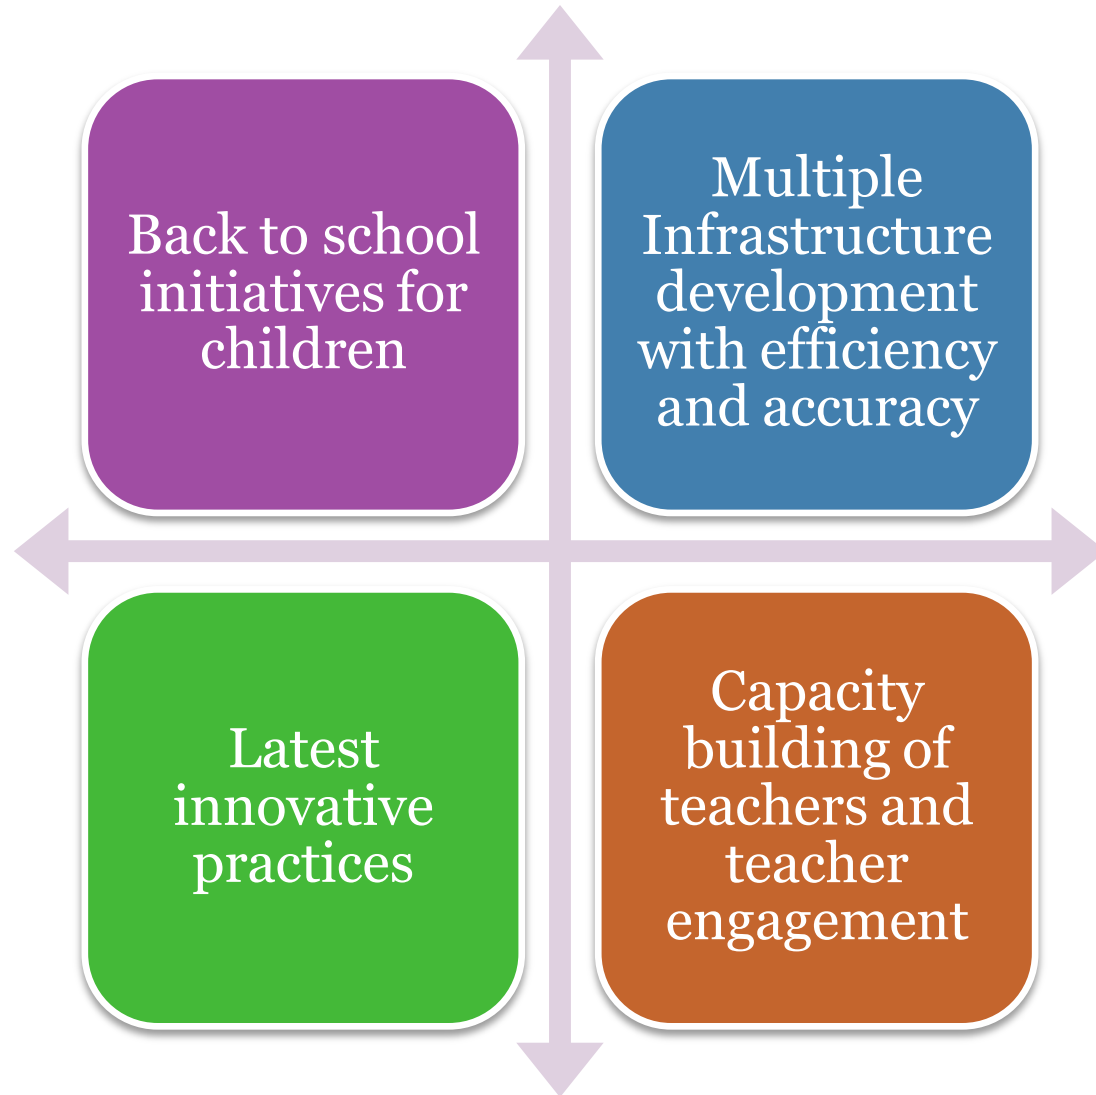 Back to school
initiatives for
children
Multiple
Infrastructure
development
with efficiency
and accuracy
Latest
innovative
practices
Capacity
building of
teachers and
teacher
engagement